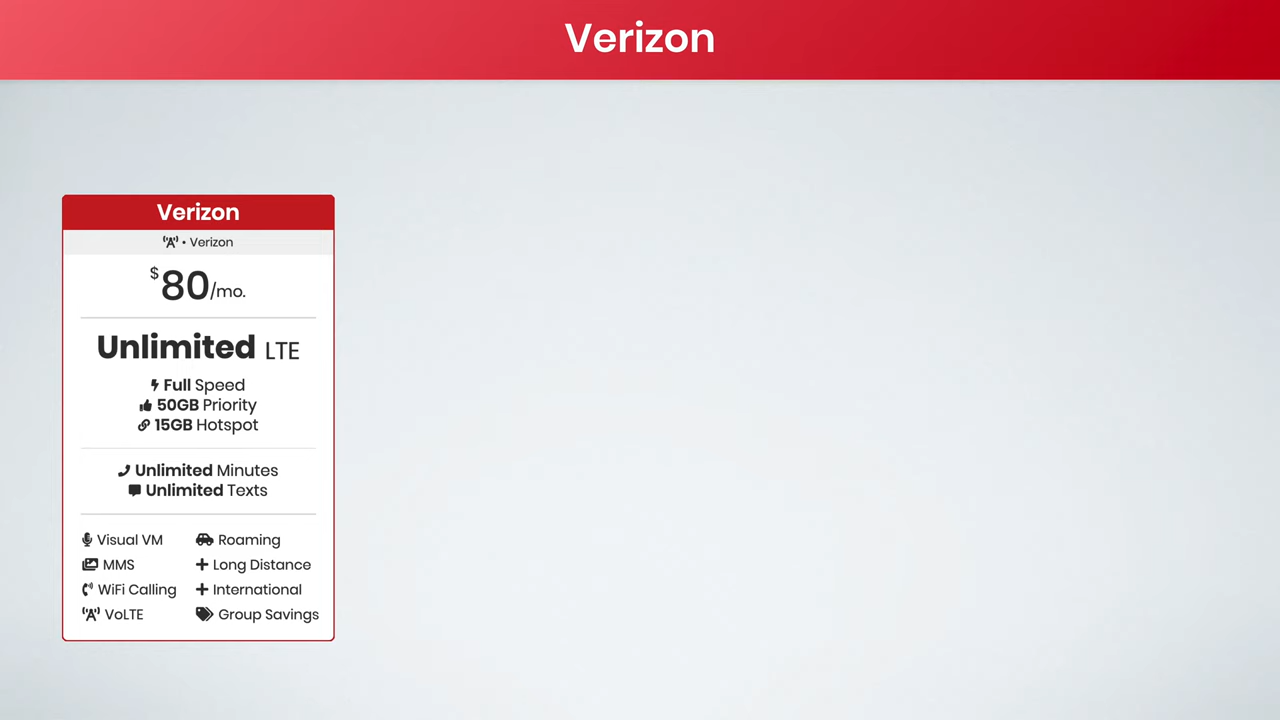 Verizon
Verizon
• Verizon
$80/mo.
Unlimited LTE
Full Speed
50GB Priority
15GB Hotspot
Unlimited Minutes
Unlimited Texts
Visual VM
Roaming
MMS
Long Distance
WiFi Calling
International
VoLTE
Group Savings